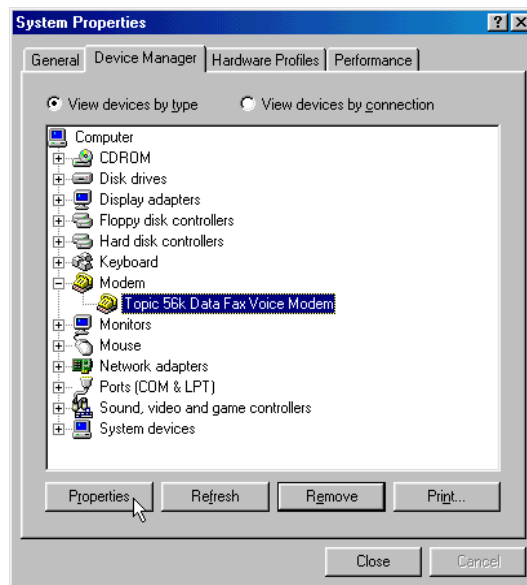 System Properties
General Device Manager Hardware Profiles Performance
View devices by type View devices by connection
Computer
CDROM
Disk drives
Display adapters
Floppy disk controllers
Hard disk controllers
Keyboard
Modem
Topic 56k Data Fax Voice Modem
Monitors
Mouse
Network adapters
Ports (COM & LPT)
Sound, video and game controllers
System devices
Properties Refresh Remove Print...
Close Cancel